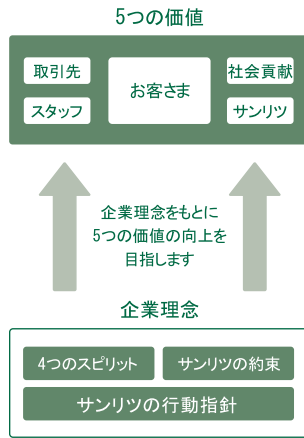 5つの価値
取引先
お客さま
社会貢献
スタッフ
サンリツ
企業理念をもとに
5つの価値の向上を
目指します
企業理念
4つのスピリット
サンリツの約束
サンリツの行動指針